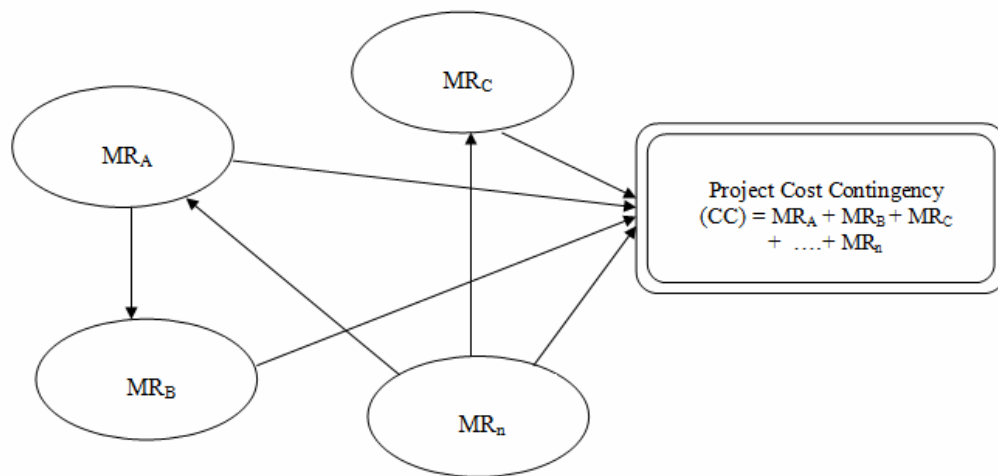 MR_C
MR_A
Project Cost Contingency
(CC) = MR_A + MR_B + MR_C
+ ….+ MR_n
MR_B
MR_n